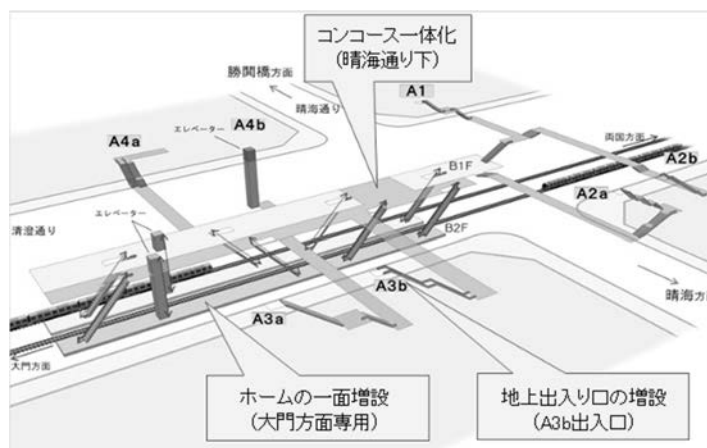 コンコース一体化
(晴海通り下)
勝鬨橋方面
晴海通り
A1
A4a
エレベーター
A4b
両国方面
A2b
B1F
A2a
エレベーター
清澄通り
B2F
晴海方面
A3b
A3a
大門方面
ホームの一面増設
(大門方面専用)
地上出入り口の増設
(A3b出入口)